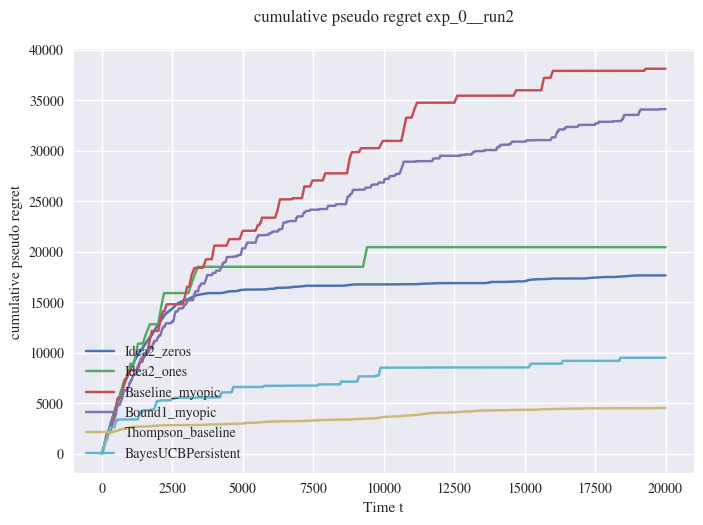 cumulative pseudo regret exp_0__run2
cumulative pseudo regret
40000
35000
30000
25000
20000
15000
10000
5000
0
Idea2_zeros
Idea2_ones
Baseline_myopic
Bound1_myopic
Thompson_baseline
BayesUCBPersistent
0 2500 5000 7500 10000 12500 15000 17500 20000
Time t